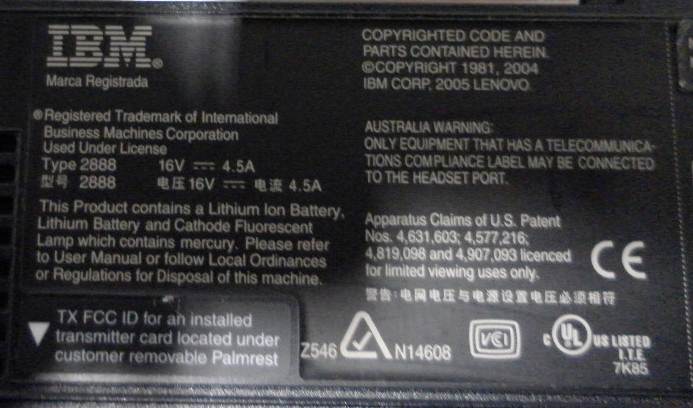 IBM®
Marca Registrada
®Registered Trademark of International
Business Machines Corporation
Used Under License
Type 2888 16V ⎓ 4.5A
型号 2888 电压 16V ⎓ 电流 4.5A
This Product contains a Lithium Ion Battery,
Lithium Battery and Cathode Fluorescent
Lamp which contains mercury. Please refer
to User Manual or follow Local Ordinances
or Regulations for Disposal of this machine.
TX FCC ID for an installed
transmitter card located under
customer removable Palmrest
COPYRIGHTED CODE AND
PARTS CONTAINED HEREIN.
©COPYRIGHT 1981, 2004
IBM CORP, 2005 LENOVO.
AUSTRALIA WARNING:
ONLY EQUIPMENT THAT HAS A TELECOMMUNICA-
TIONS COMPLIANCE LABEL MAY BE CONNECTED
TO THE HEADSET PORT.
Apparatus Claims of U.S. Patent
Nos. 4,631,603; 4,577,216;
4,819,098 and 4,907,093 licenced
for limited viewing uses only.
CE
警告: 电网电压与电源设置电压必须相符
Z546 N14608
VCI
C UL US LISTED
I.T.E.
7K85